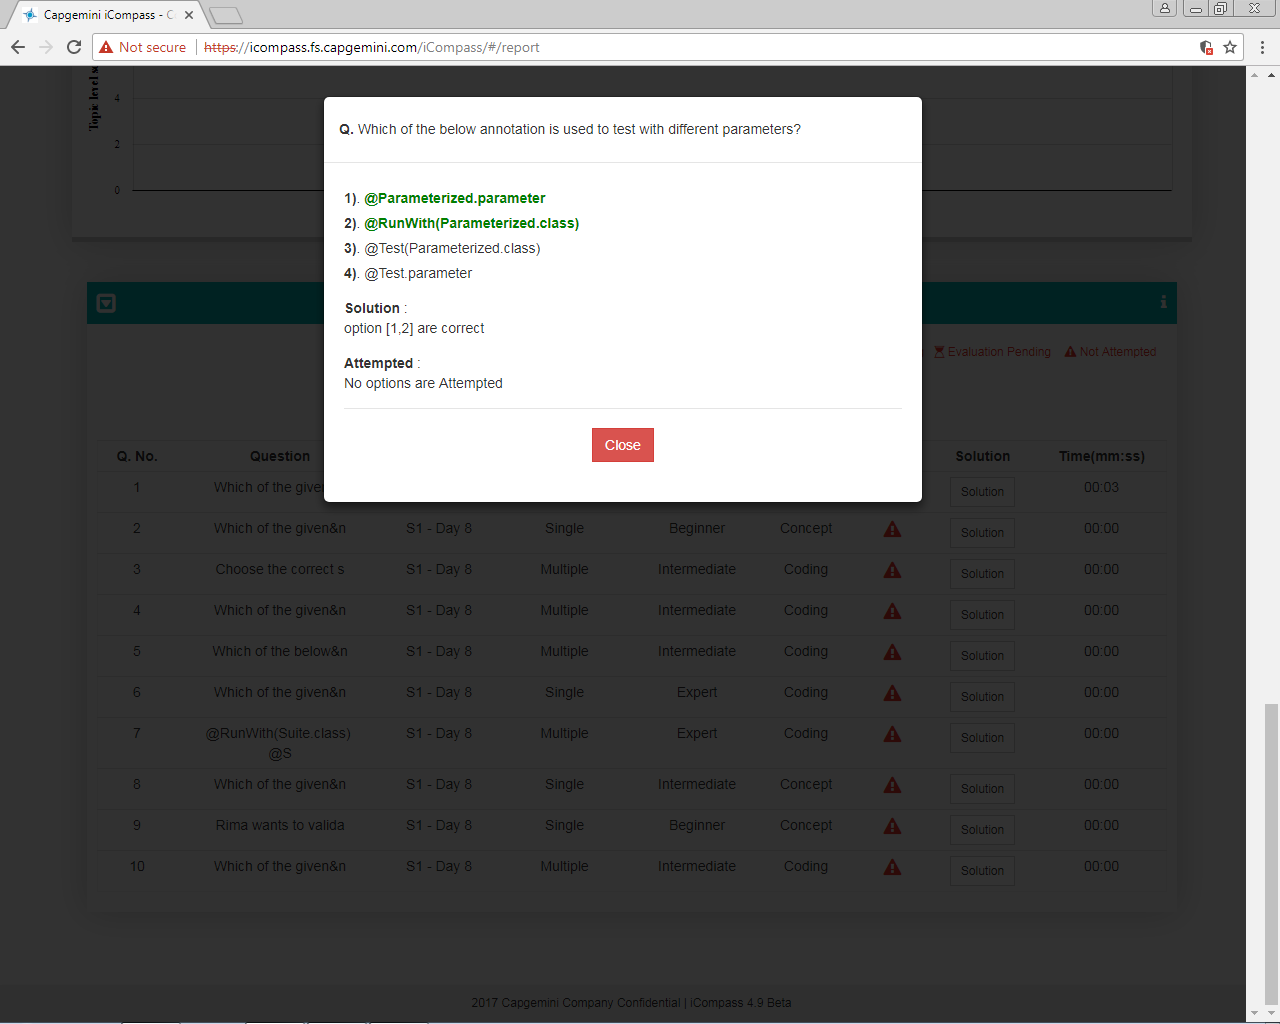 Capgemini iCompass - C
Not secure https://icompass.fs.capgemini.com/iCompass/#/report
Topic level s
4
2
0
Q. Which of the below annotation is used to test with different parameters?
1). @Parameterized.parameter
2). @RunWith(Parameterized.class)
3). @Test(Parameterized.class)
4). @Test.parameter
Solution :
option [1,2] are correct
Attempted :
No options are Attempted
Close
Evaluation Pending Not Attempted
Q. No. Question Solution Time(mm:ss)
1 Which of the give Solution 00:03
2 Which of the given&n S1 - Day 8 Single Beginner Concept Solution 00:00
3 Choose the correct s S1 - Day 8 Multiple Intermediate Coding Solution 00:00
4 Which of the given&n S1 - Day 8 Multiple Intermediate Coding Solution 00:00
5 Which of the below&n S1 - Day 8 Multiple Intermediate Coding Solution 00:00
6 Which of the given&n S1 - Day 8 Single Expert Coding Solution 00:00
7 @RunWith(Suite.class) S1 - Day 8 Multiple Expert Coding Solution 00:00
@S
8 Which of the given&n S1 - Day 8 Single Intermediate Concept Solution 00:00
9 Rima wants to valida S1 - Day 8 Single Beginner Concept Solution 00:00
10 Which of the given&n S1 - Day 8 Multiple Intermediate Coding Solution 00:00
2017 Capgemini Company Confidential | iCompass 4.9 Beta